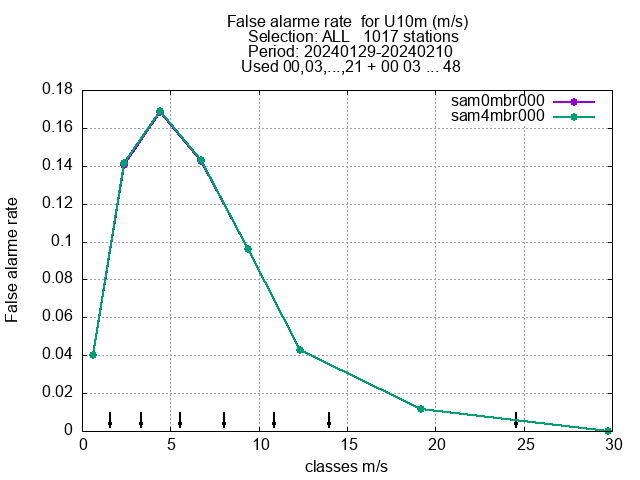 False alarme rate  for U10m (m/s)
Selection: ALL   1017 stations
Period: 20240129-20240210
Used 00,03,...,21 + 00 03 ... 48
sam0mbr000
sam4mbr000
0.18
0.16
0.14
0.12
0.1
0.08
0.06
0.04
0.02
0
False alarme rate
0 5 10 15 20 25 30
classes m/s